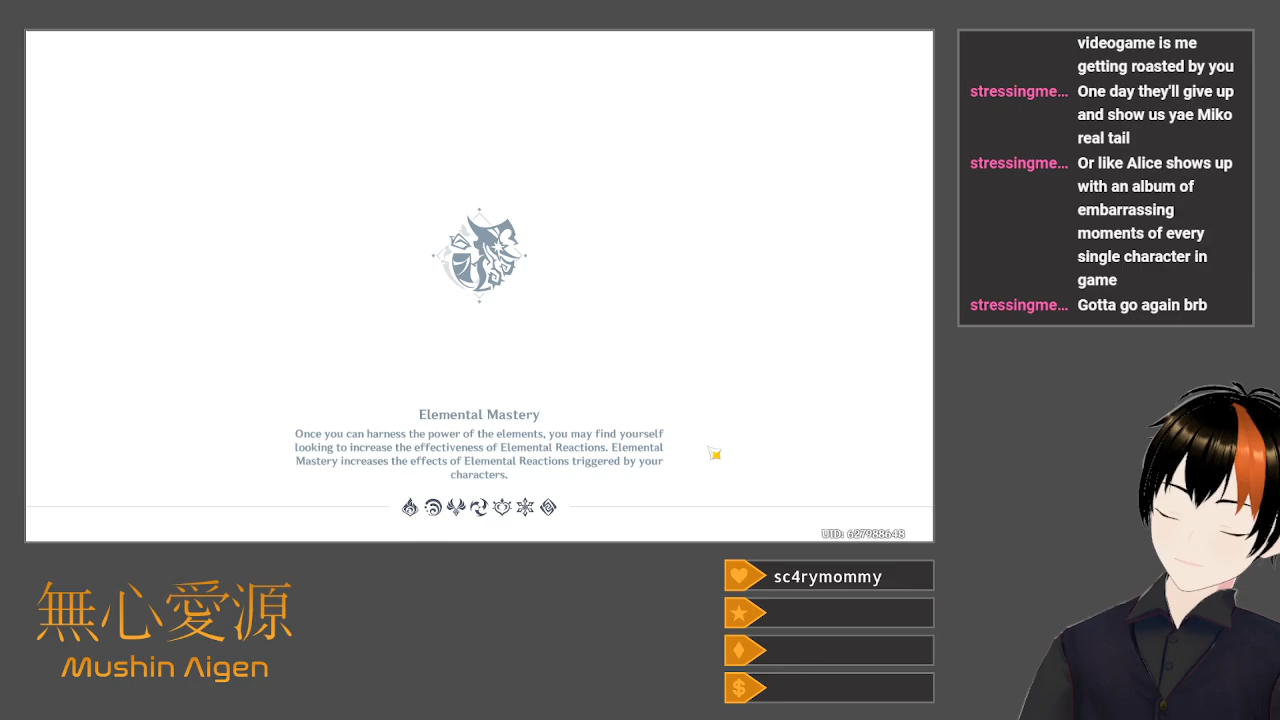 videogame is me
getting roasted by you
stressingme... One day they'll give up
and show us yae Miko
real tail
stressingme... Or like Alice shows up
with an album of
embarrassing
moments of every
single character in
game
stressingme... Gotta go again brb
Elemental Mastery
Once you can harness the power of the elements, you may find yourself
looking to increase the effectiveness of Elemental Reactions. Elemental
Mastery increases the effects of Elemental Reactions triggered by your
characters.
UID: 627988648
sc4rymommy
無心愛源
Mushin Aigen